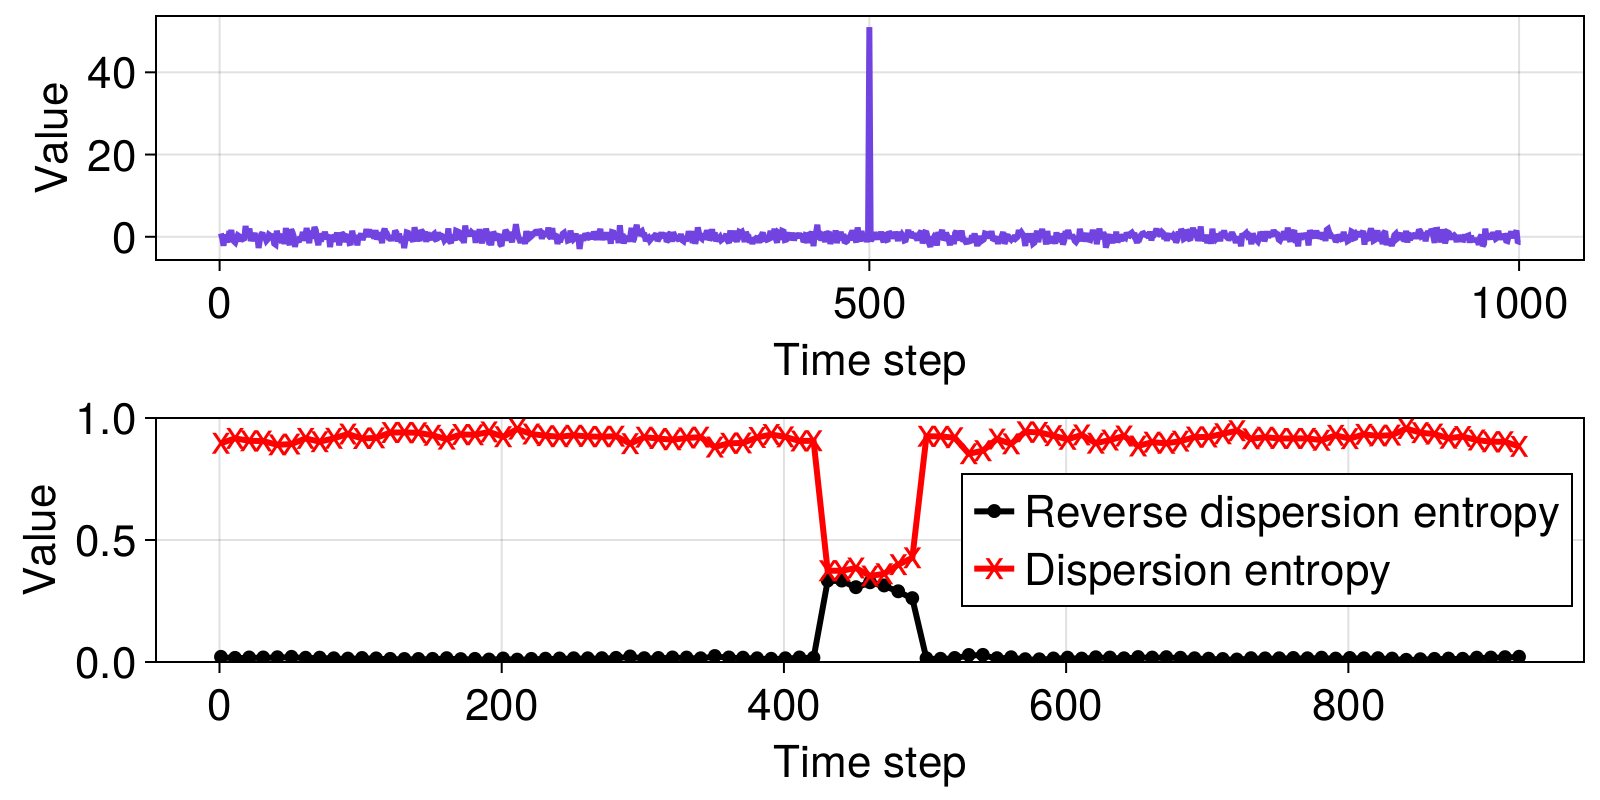 Value
40
20
0
0 500 1000
Time step
Value
1.0
0.5
0.0
Reverse dispersion entropy
Dispersion entropy
0 200 400 600 800
Time step